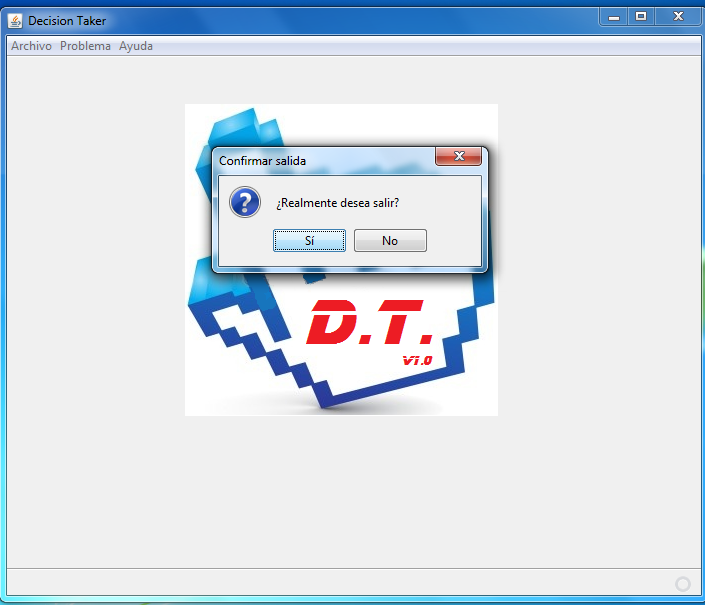 Decision Taker
Archivo Problema Ayuda
Confirmar salida
¿Realmente desea salir?
Sí No
D.T.
V1.0